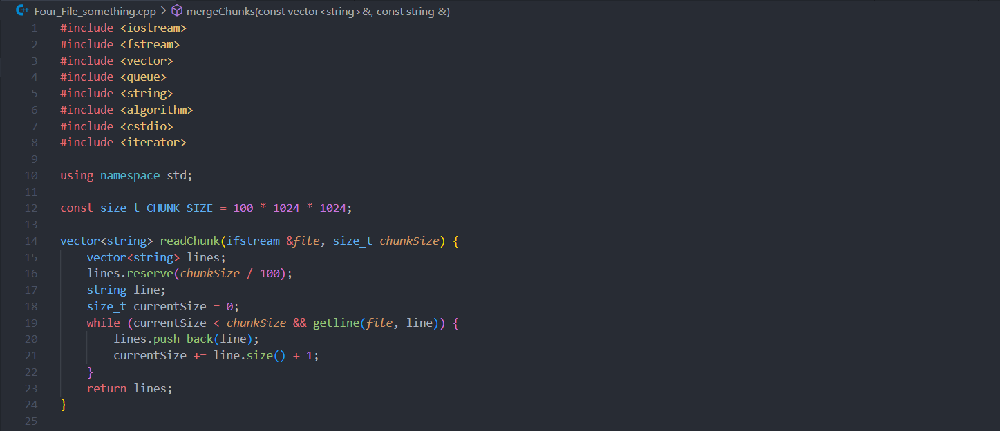 Four_File_something.cpp > mergeChunks(const vector<string>&, const string &)
1 #include <iostream>
2 #include <fstream>
3 #include <vector>
4 #include <queue>
5 #include <string>
6 #include <algorithm>
7 #include <cstdio>
8 #include <iterator>
9
10 using namespace std;
11
12 const size_t CHUNK_SIZE = 100 * 1024 * 1024;
13
14 vector<string> readChunk(ifstream &file, size_t chunkSize) {
15     vector<string> lines;
16     lines.reserve(chunkSize / 100);
17     string line;
18     size_t currentSize = 0;
19     while (currentSize < chunkSize && getline(file, line)) {
20         lines.push_back(line);
21         currentSize += line.size() + 1;
22     }
23     return lines;
24 }
25